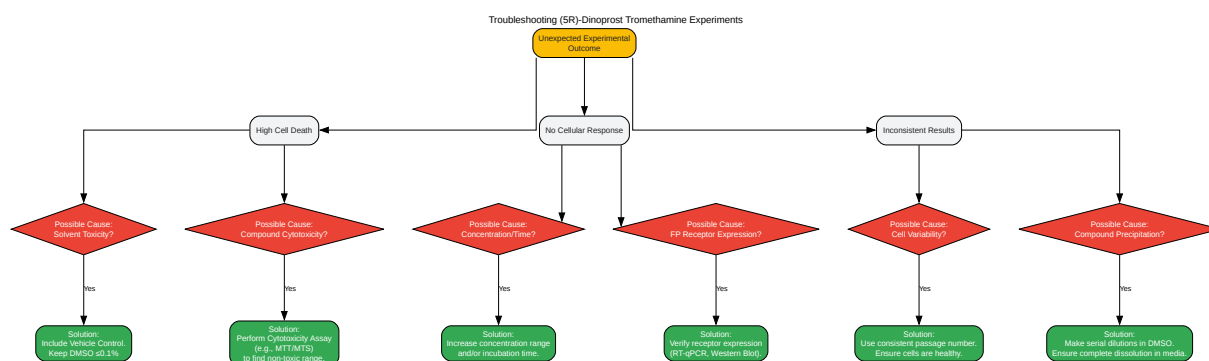 Troubleshooting (5R)-Dinoprost Tromethamine Experiments
Unexpected Experimental
Outcome
High Cell Death
No Cellular Response
Inconsistent Results
Possible Cause:
Solvent Toxicity?
Possible Cause:
Compound Cytotoxicity?
Possible Cause:
Concentration/Time?
Possible Cause:
FP Receptor Expression?
Possible Cause:
Cell Variability?
Possible Cause:
Compound Precipitation?
Yes
Yes
Yes
Yes
Yes
Yes
Solution:
Include Vehicle Control.
Keep DMSO ≤0.1%
Solution:
Perform Cytotoxicity Assay
(e.g., MTT/MTS)
to find non-toxic range.
Solution:
Increase concentration range
and/or incubation time.
Solution:
Verify receptor expression
(RT-qPCR, Western Blot).
Solution:
Use consistent passage number.
Ensure cells are healthy.
Solution:
Make serial dilutions in DMSO.
Ensure complete dissolution in media.